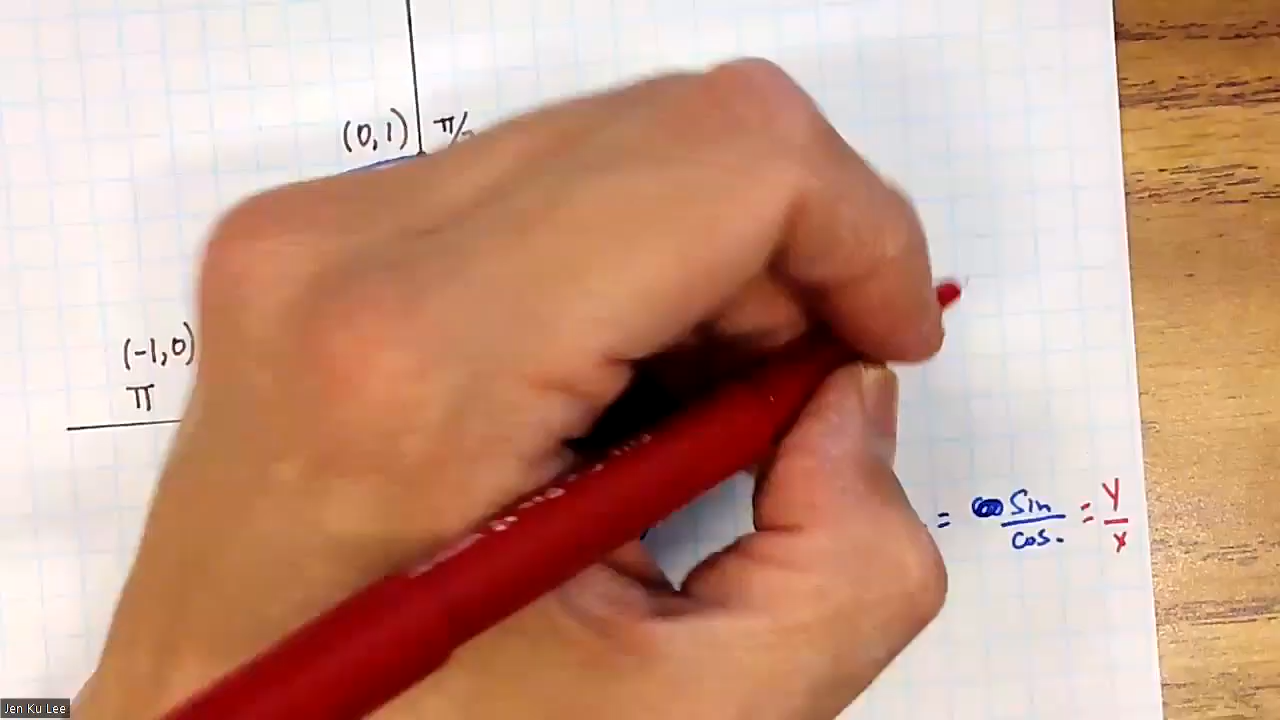 (0,1) π/
(-1,0)
π
= sin/cos. = y/x
Jen Ku Lee